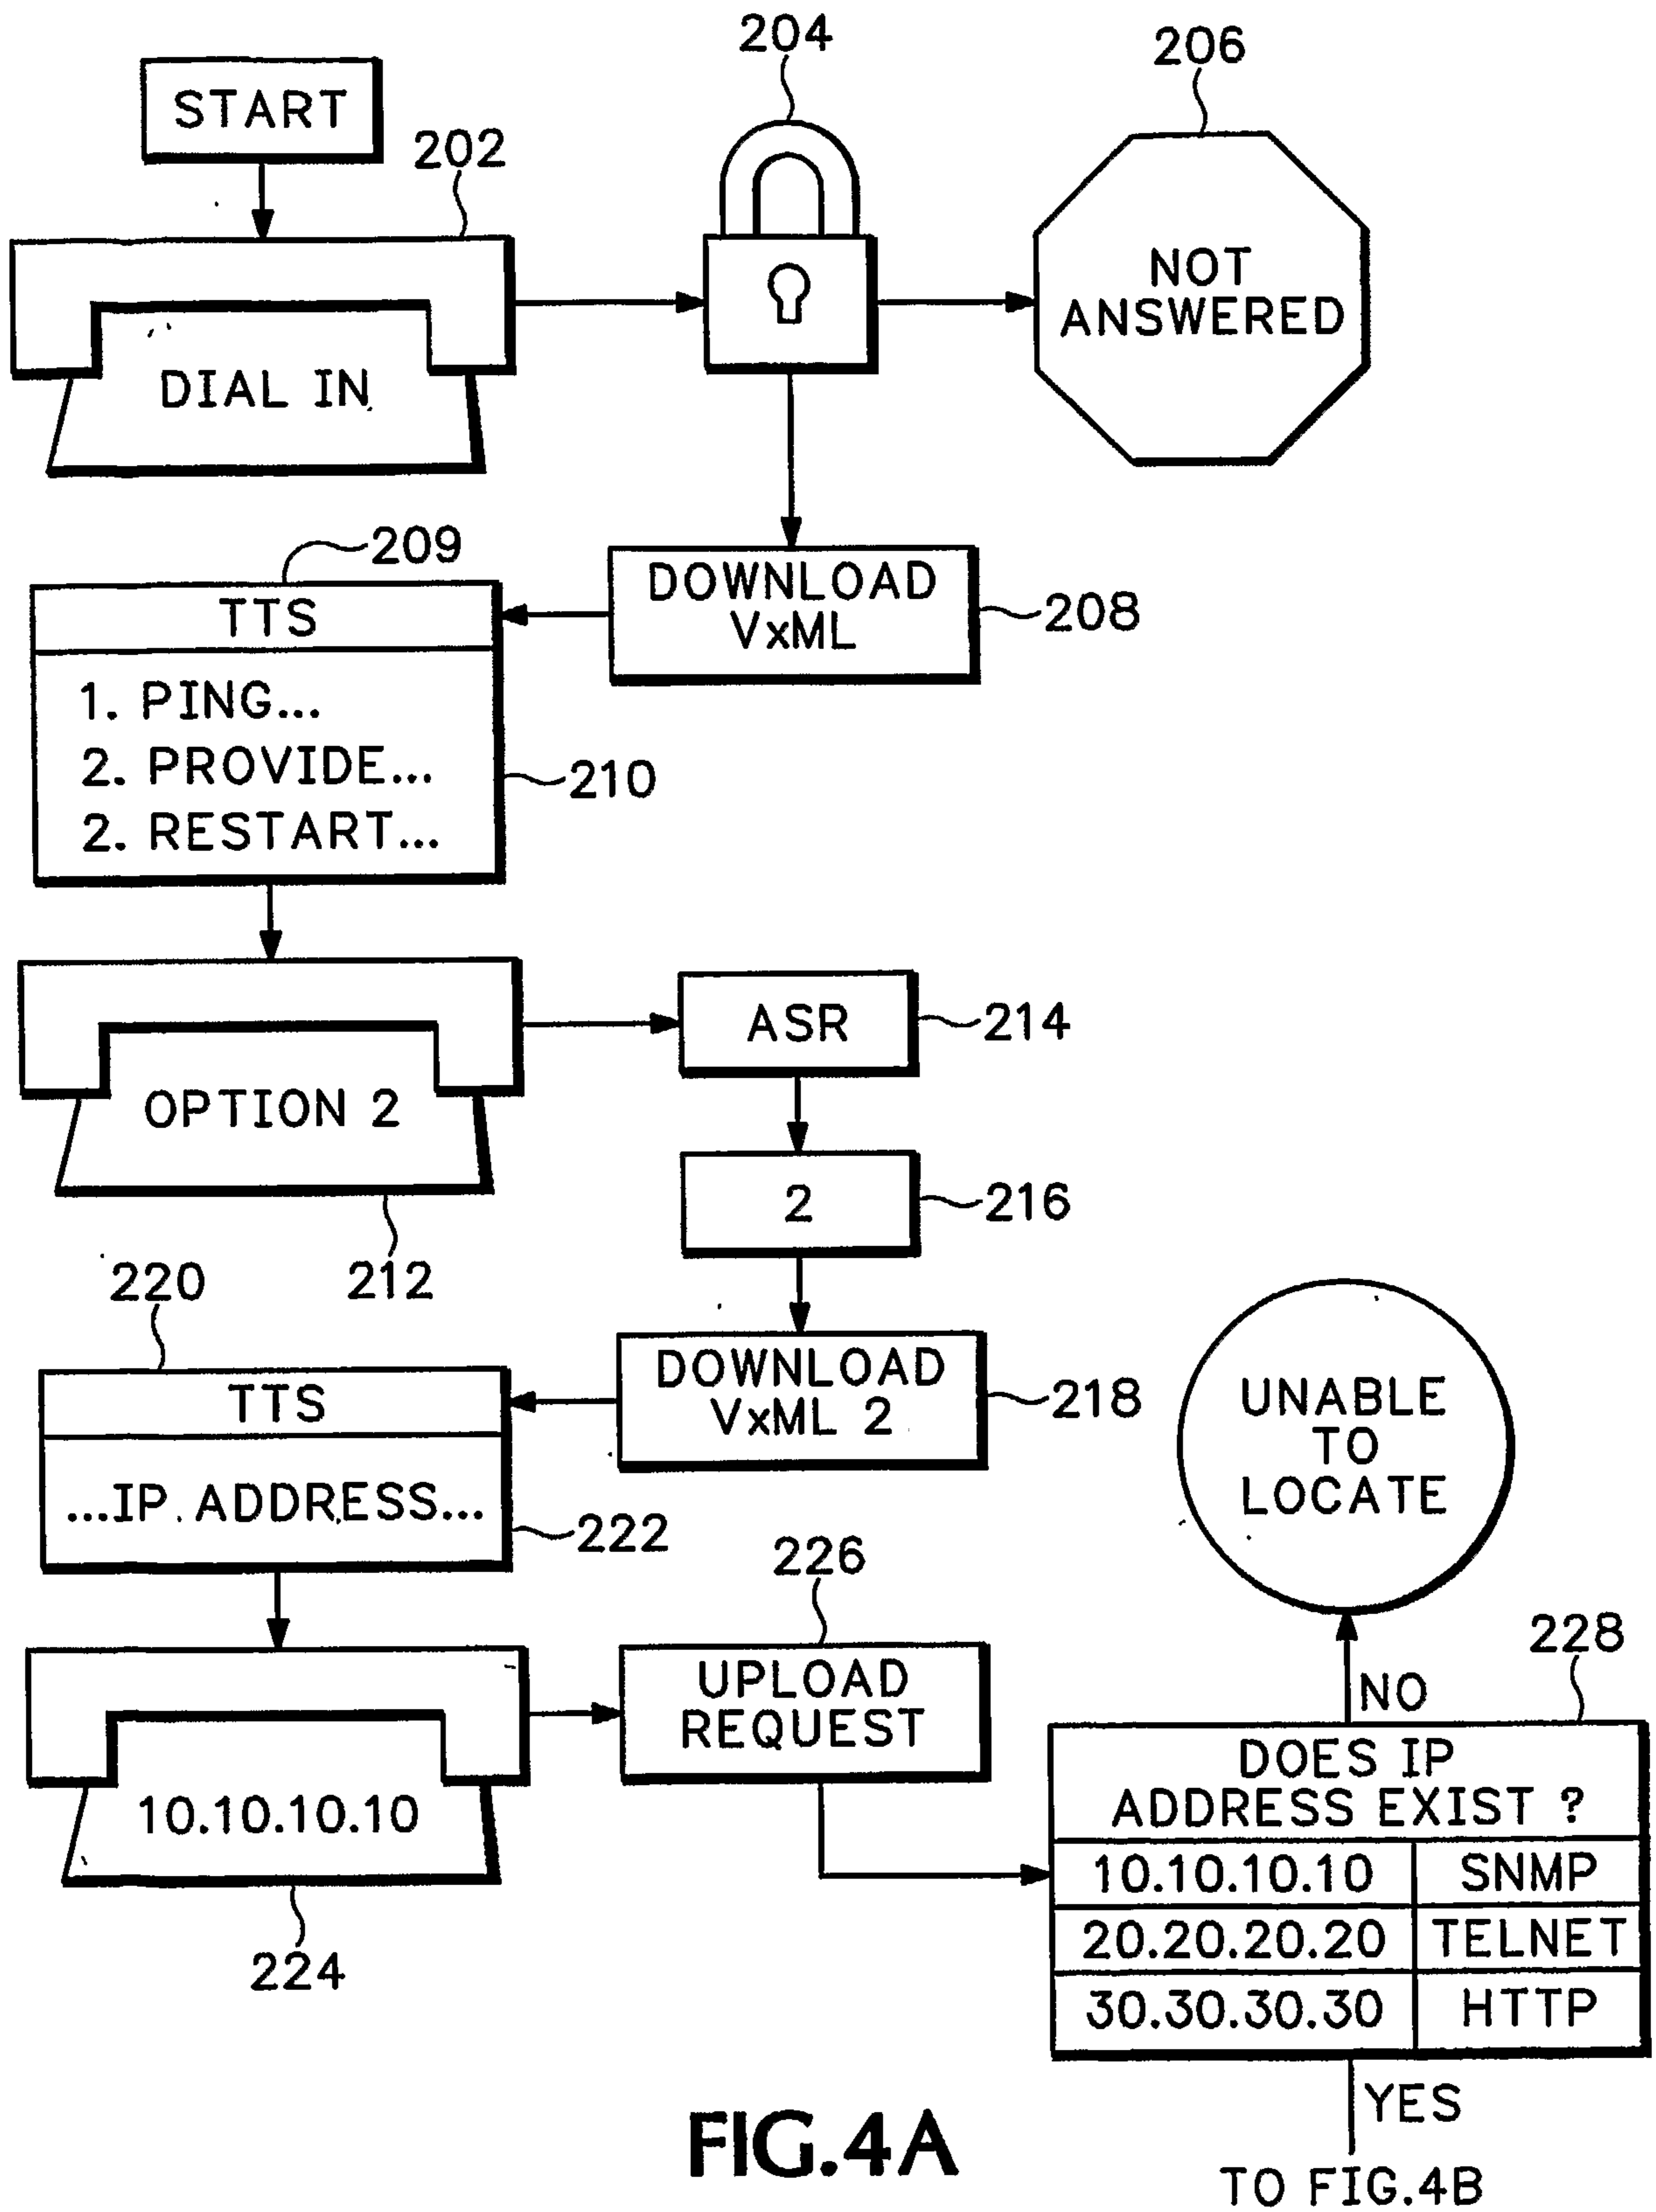 204
206
START
202
NOT
ANSWERED
DIAL IN
209
DOWNLOAD
VxML
208
TTS
1. PING...
2. PROVIDE...
2. RESTART...
210
ASR
214
OPTION 2
2
216
212
220
DOWNLOAD
VxML 2
218
TTS
...IP ADDRESS...
222
UNABLE
TO
LOCATE
226
UPLOAD
REQUEST
NO
228
10.10.10.10
224
DOES IP
ADDRESS EXIST ?
10.10.10.10 SNMP
20.20.20.20 TELNET
30.30.30.30 HTTP
YES
TO FIG.4B
FIG.4A